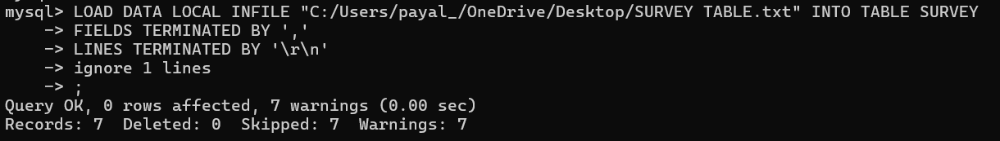 mysql> LOAD DATA LOCAL INFILE "C:/Users/payal_/OneDrive/Desktop/SURVEY TABLE.txt" INTO TABLE SURVEY
    -> FIELDS TERMINATED BY ','
    -> LINES TERMINATED BY '\r\n'
    -> ignore 1 lines
    -> ;
Query OK, 0 rows affected, 7 warnings (0.00 sec)
Records: 7  Deleted: 0  Skipped: 7  Warnings: 7